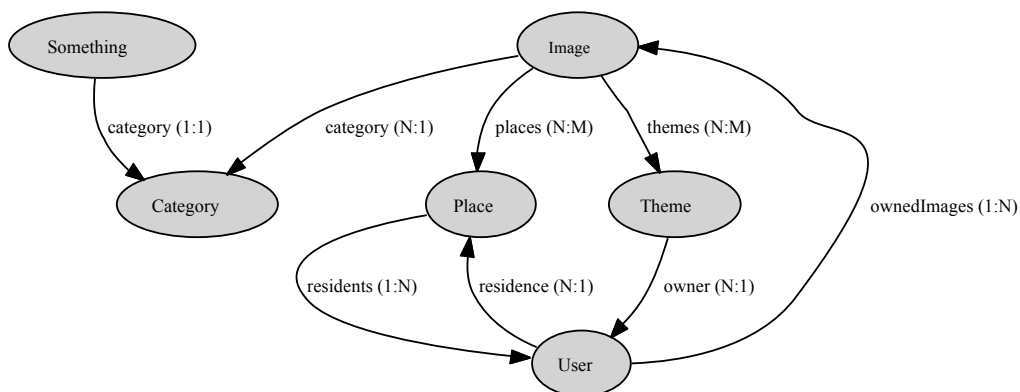 Something
Image
category (1:1)
category (N:1)
places (N:M)
themes (N:M)
Category
Place
Theme
ownedImages (1:N)
residents (1:N)
residence (N:1)
owner (N:1)
User